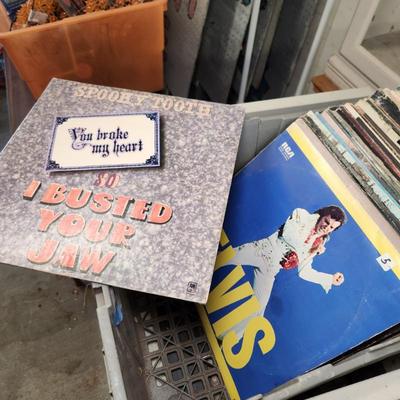 SPOOKY TOOTH
You broke
my heart
SO
I BUSTED
YOUR
JAW
RCA
ELVIS
5